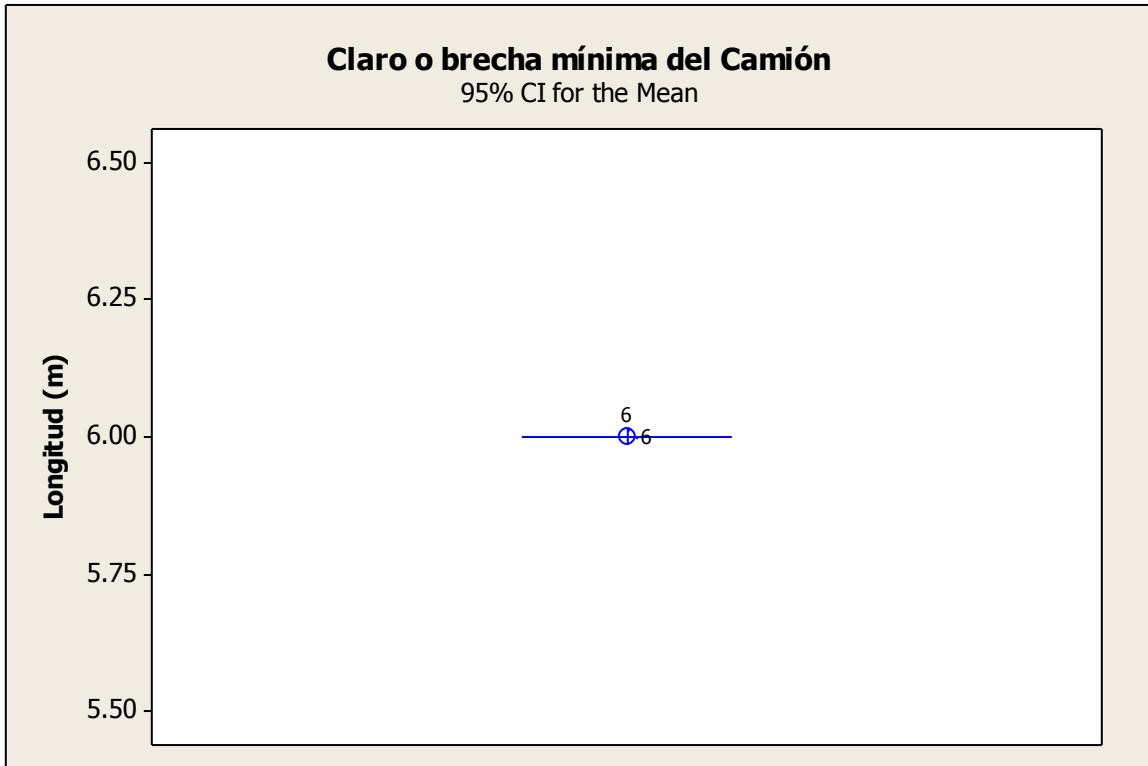 Claro o brecha mínima del Camión
95% CI for the Mean
6.50
6.25
Longitud (m)
6.00
6
6
5.75
5.50